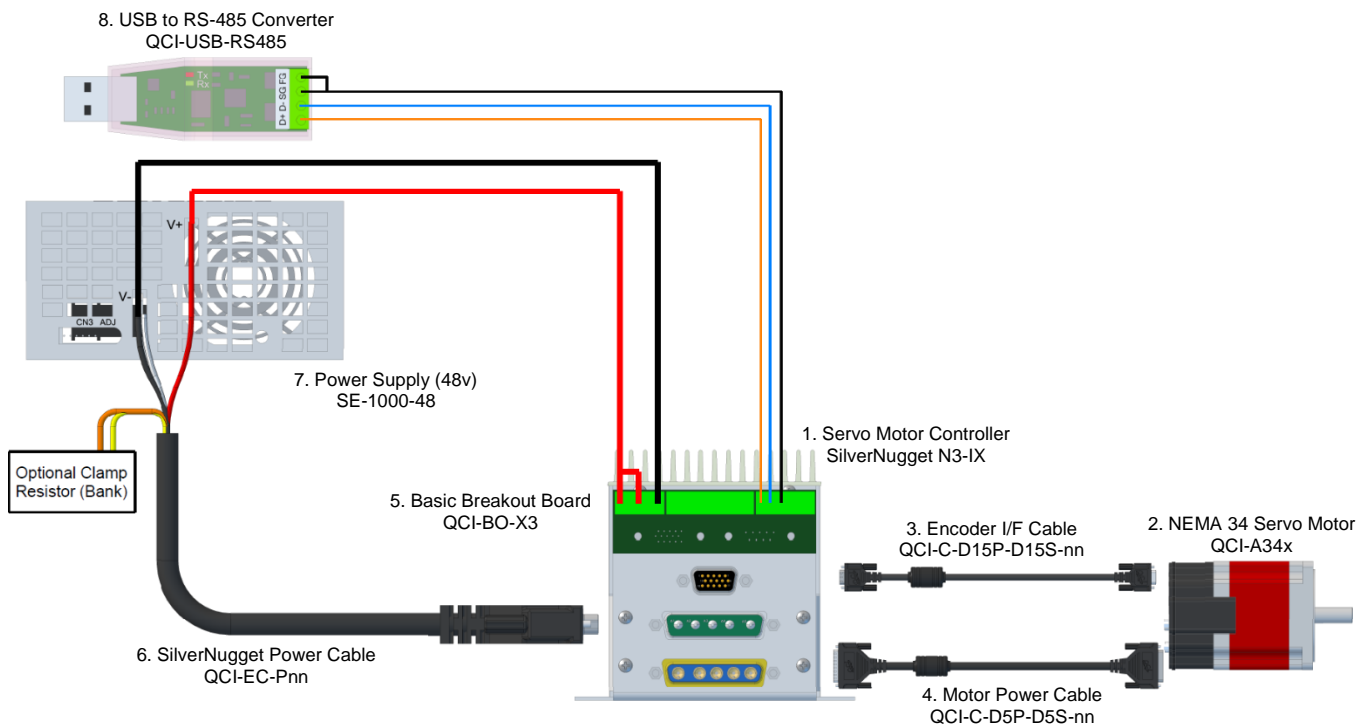 8. USB to RS-485 Converter
QCI-USB-RS485
Tx
Rx
D+ D- SG FG
V+
V-
CN3 ADJ
7. Power Supply (48v)
SE-1000-48
Optional Clamp
Resistor (Bank)
1. Servo Motor Controller
SilverNugget N3-IX
5. Basic Breakout Board
QCI-BO-X3
3. Encoder I/F Cable
QCI-C-D15P-D15S-nn
2. NEMA 34 Servo Motor
QCI-A34x
6. SilverNugget Power Cable
QCI-EC-Pnn
4. Motor Power Cable
QCI-C-D5P-D5S-nn